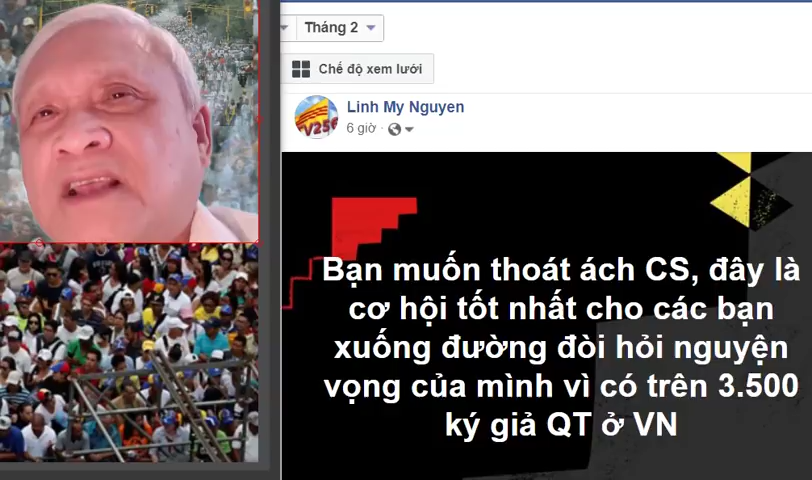 Tháng 2
Chế độ xem lưới
Linh My Nguyen
6 giờ ·
V256
Bạn muốn thoát ách CS, đây là
cơ hội tốt nhất cho các bạn
xuống đường đòi hỏi nguyện
vọng của mình vì có trên 3.500
ký giả QT ở VN